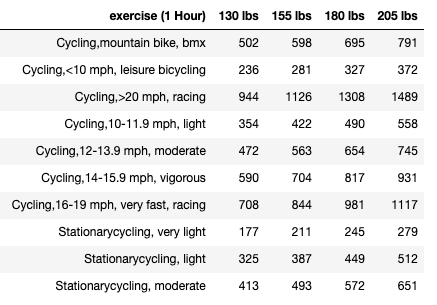 exercise (1 Hour) 130 lbs 155 lbs 180 lbs 205 lbs
Cycling,mountain bike, bmx 502 598 695 791
Cycling,<10 mph, leisure bicycling 236 281 327 372
Cycling,>20 mph, racing 944 1126 1308 1489
Cycling,10-11.9 mph, light 354 422 490 558
Cycling,12-13.9 mph, moderate 472 563 654 745
Cycling,14-15.9 mph, vigorous 590 704 817 931
Cycling,16-19 mph, very fast, racing 708 844 981 1117
Stationarycycling, very light 177 211 245 279
Stationarycycling, light 325 387 449 512
Stationarycycling, moderate 413 493 572 651